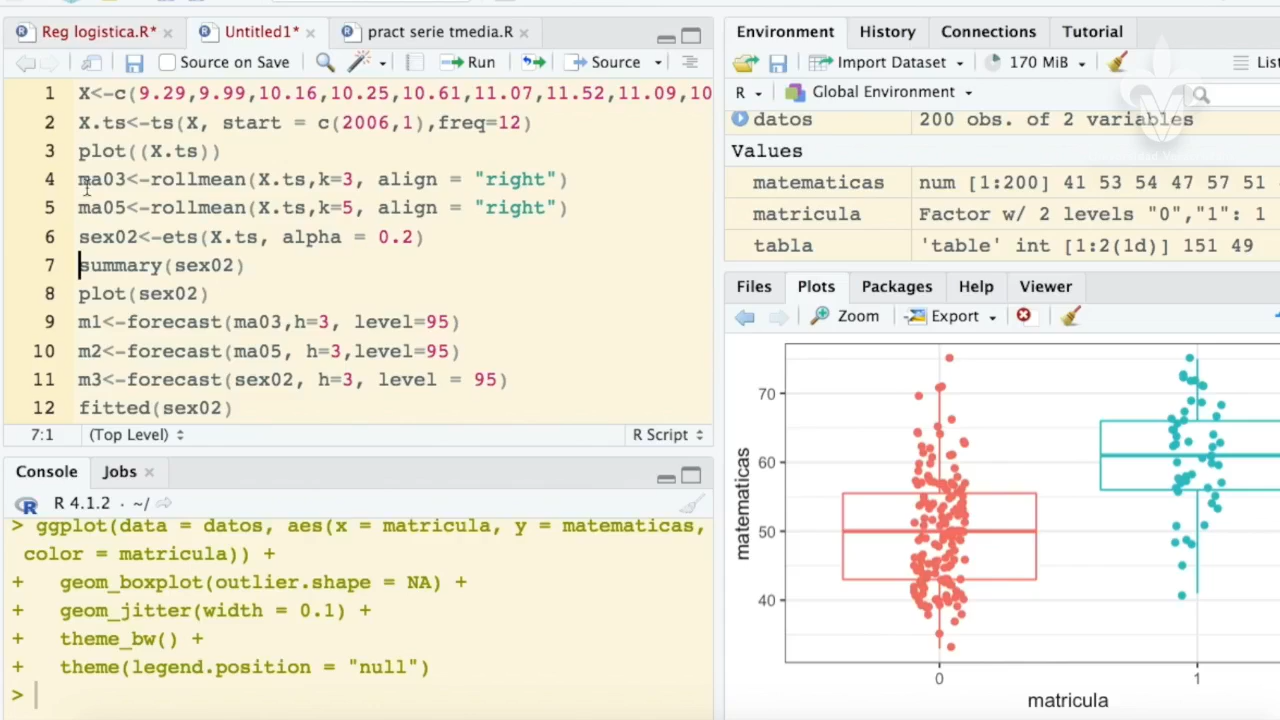 Reg logistica.R* × Untitled1* × pract serie tmedia.R ×
Source on Save Run Source
1 X<-c(9.29,9.99,10.16,10.25,10.61,11.07,11.52,11.09,10
2 X.ts<-ts(X, start = c(2006,1),freq=12)
3 plot((X.ts))
4 ma03<-rollmean(X.ts,k=3, align = "right")
5 ma05<-rollmean(X.ts,k=5, align = "right")
6 sex02<-ets(X.ts, alpha = 0.2)
7 summary(sex02)
8 plot(sex02)
9 m1<-forecast(ma03,h=3, level=95)
10 m2<-forecast(ma05, h=3,level=95)
11 m3<-forecast(sex02, h=3, level = 95)
12 fitted(sex02)
7:1 (Top Level) R Script
Console Jobs ×
R 4.1.2 · ~/
> ggplot(data = datos, aes(x = matricula, y = matematicas,
color = matricula)) +
+ geom_boxplot(outlier.shape = NA) +
+ geom_jitter(width = 0.1) +
+ theme_bw() +
+ theme(legend.position = "null")
>
Environment History Connections Tutorial
Import Dataset 170 MiB List
R Global Environment
datos 200 obs. of 2 variables
Values
matematicas num [1:200] 41 53 54 47 57 51
matricula Factor w/ 2 levels "0","1": 1
tabla 'table' int [1:2(1d)] 151 49
Files Plots Packages Help Viewer
Zoom Export
70
60
50
40
matematicas
0 1
matricula